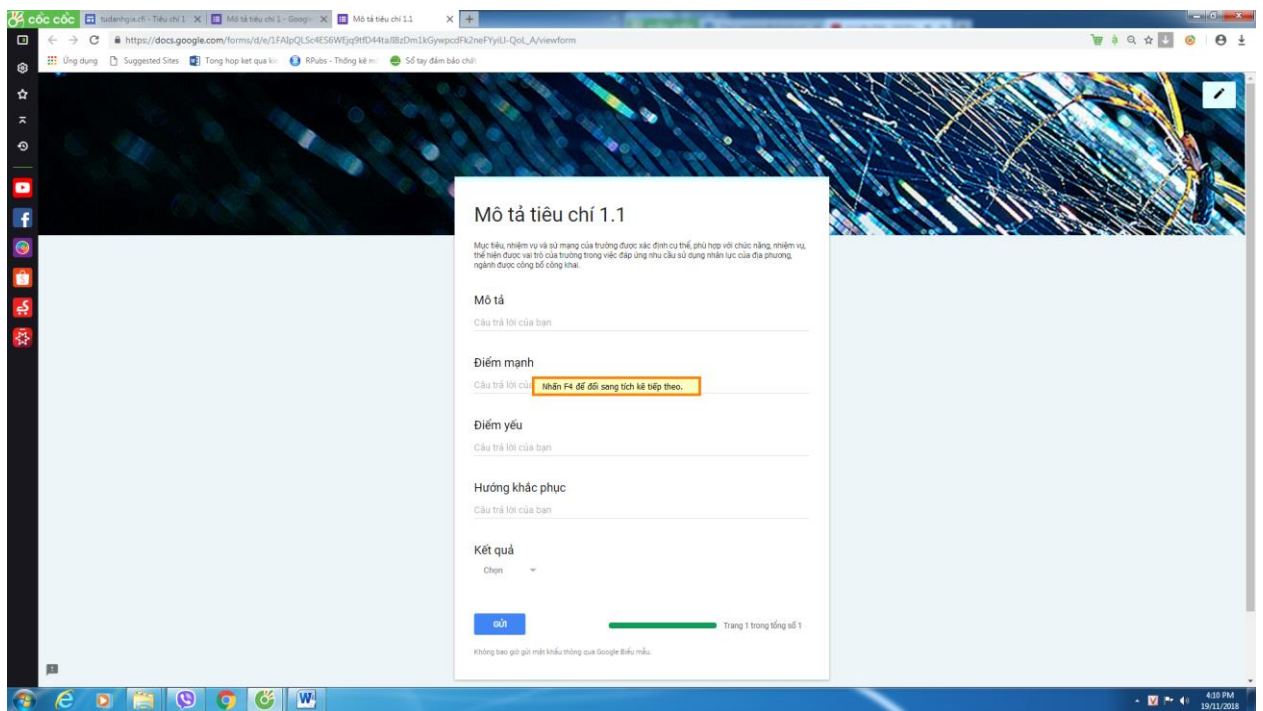 cốc cốc
tudanhgia.cfi - Tiêu chí 1
Mô tả tiêu chí 1 - Google
Mô tả tiêu chí 1.1
https://docs.google.com/forms/d/e/
/viewform
Ứng dụng
Suggested Sites
Tong hop ket qua
RPubs - Thống kê m
Sổ tay đảm bảo chất
Mô tả tiêu chí 1.1
Mục tiêu, nhiệm vụ và sứ mạng của trường được xác định cụ thể, phù hợp với chức năng, nhiệm vụ,
thể hiện được vai trò của trường trong việc đáp ứng nhu cầu sử dụng nhân lực của địa phương,
ngành được công bố công khai.
Mô tả
Câu trả lời của bạn
Điểm mạnh
Câu trả lời của
Nhấn F4 để đổi sang tích kê tiếp theo.
Điểm yếu
Câu trả lời của bạn
Hướng khắc phục
Câu trả lời của bạn
Kết quả
Chọn
GỬI
Trang 1 trong tổng số 1
Không bao giờ gửi mật khẩu thông qua Google Biểu mẫu.
4:10 PM
19/11/2018